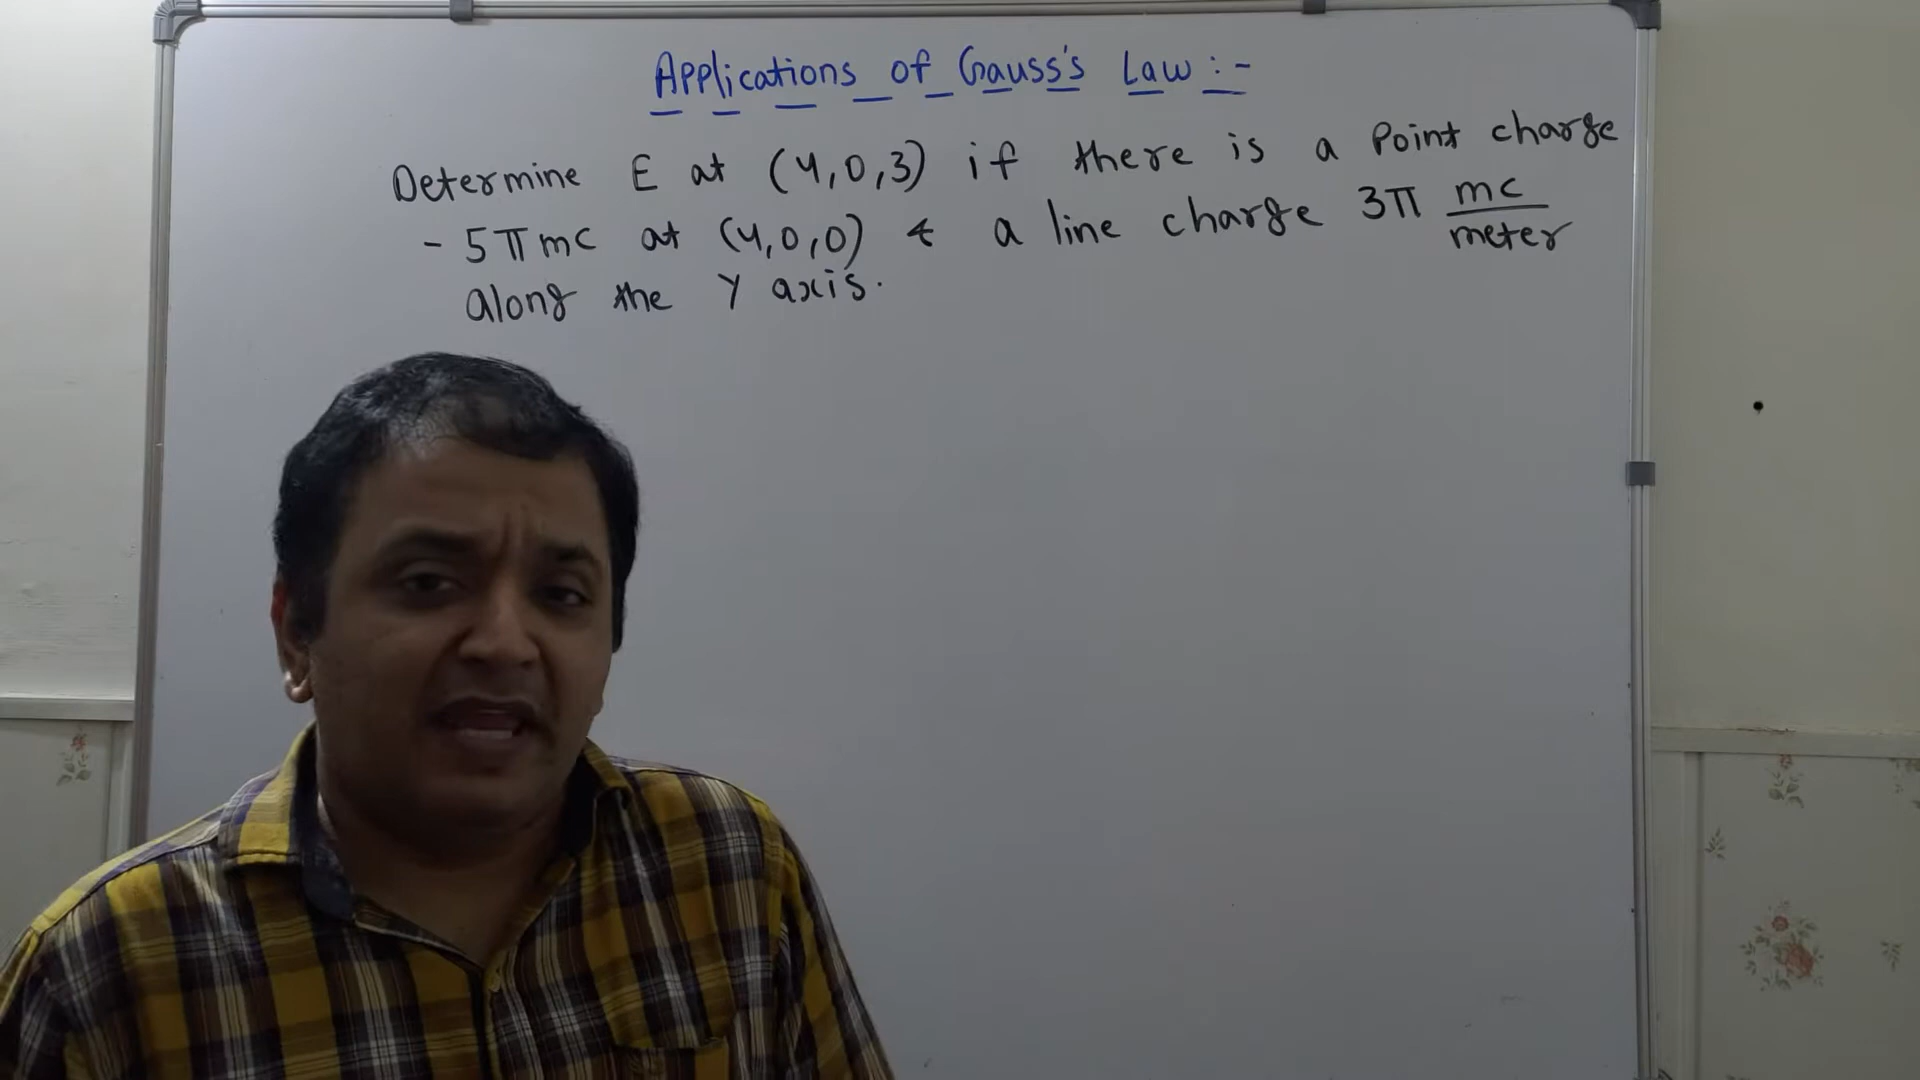 Applications of Gauss's Law :-
Determine E at (4,0,3) if there is a Point charge
- 5π mc at (4,0,0) & a line charge 3π mc/meter
along the Y axis.